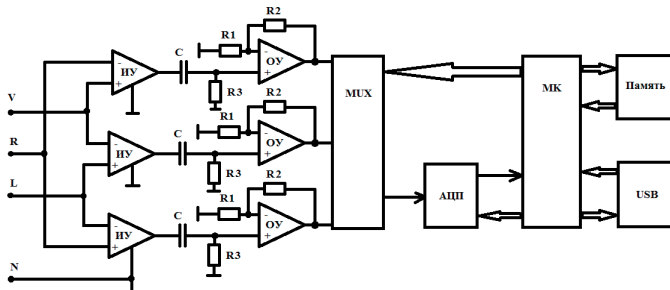 R2
R1
C
-
ИУ
+
-
ОУ
+
R3
MUX
МК
Память
V
R2
R1
C
-
ИУ
+
-
ОУ
+
R3
R
L
R2
R1
C
-
ИУ
+
-
ОУ
+
R3
АЦП
USB
N